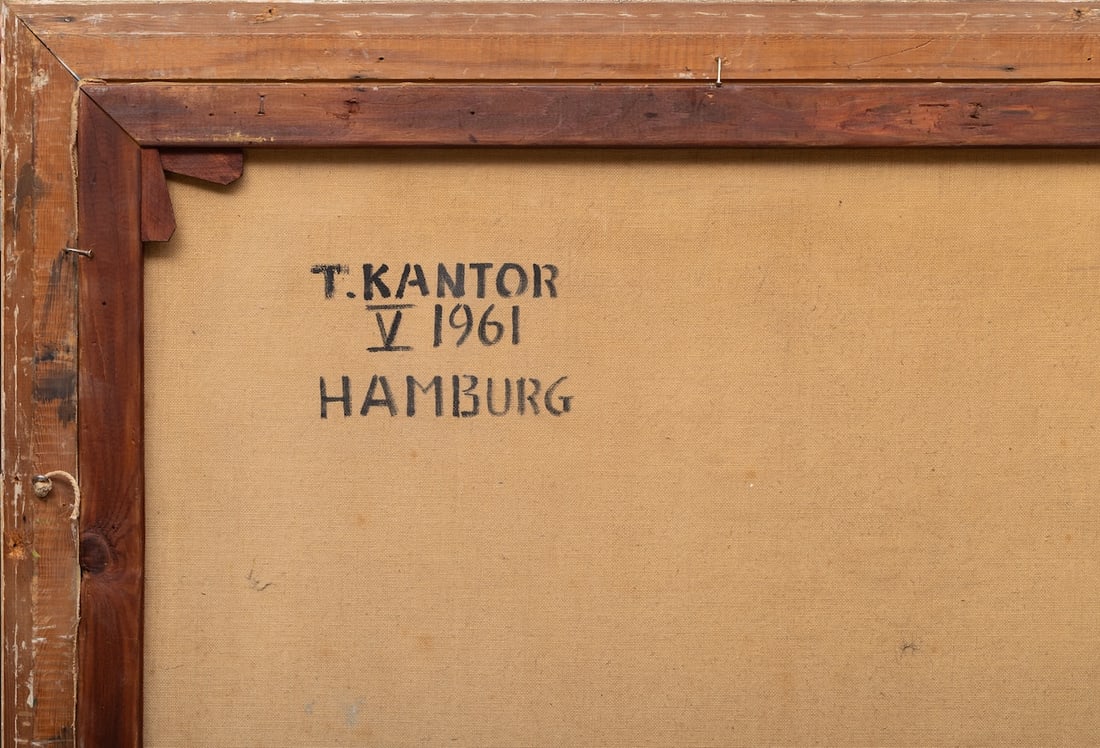 T.KANTOR
V 1961
HAMBURG